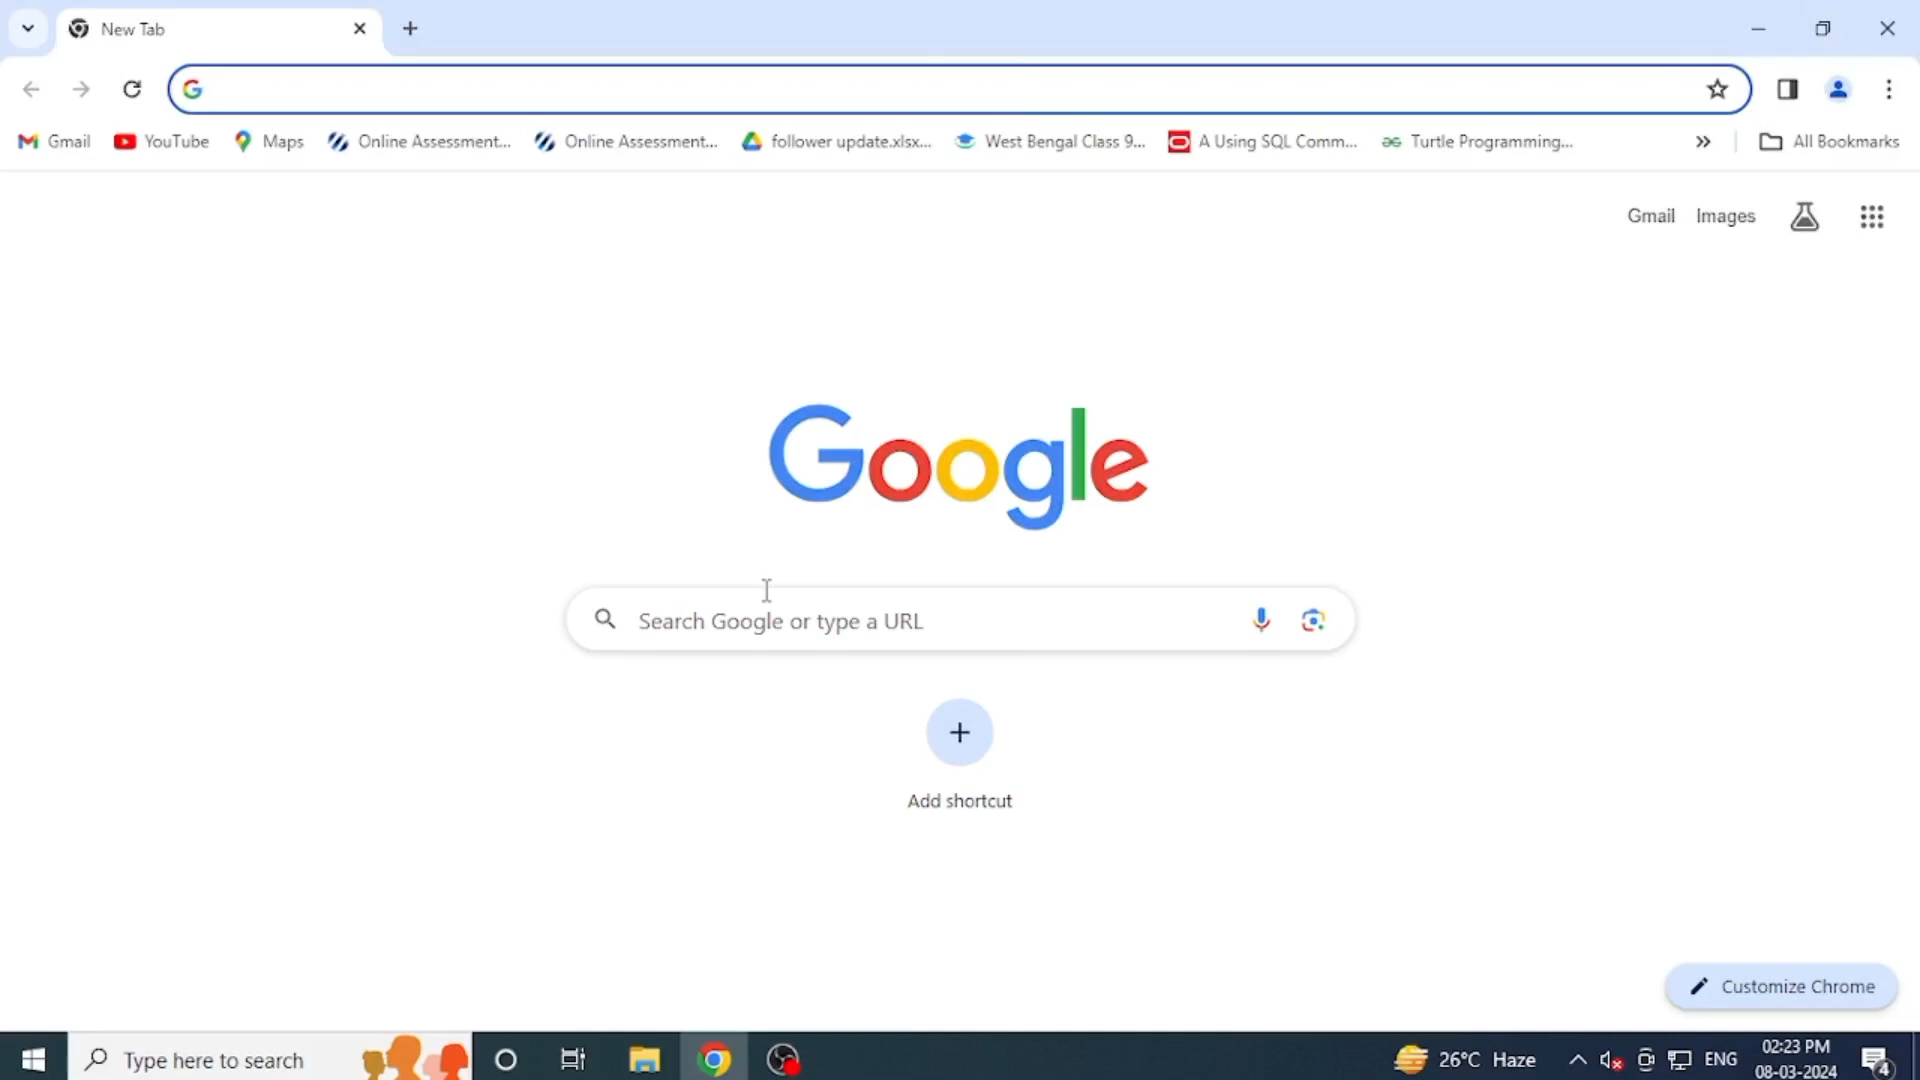 New Tab
Gmail
YouTube
Maps
Online Assessment...
Online Assessment...
follower update.xlsx...
West Bengal Class 9...
A Using SQL Comm...
Turtle Programming...
All Bookmarks
Gmail Images
Google
Search Google or type a URL
Add shortcut
Customize Chrome
Type here to search
26°C Haze
ENG
02:23 PM
08-03-2024
4